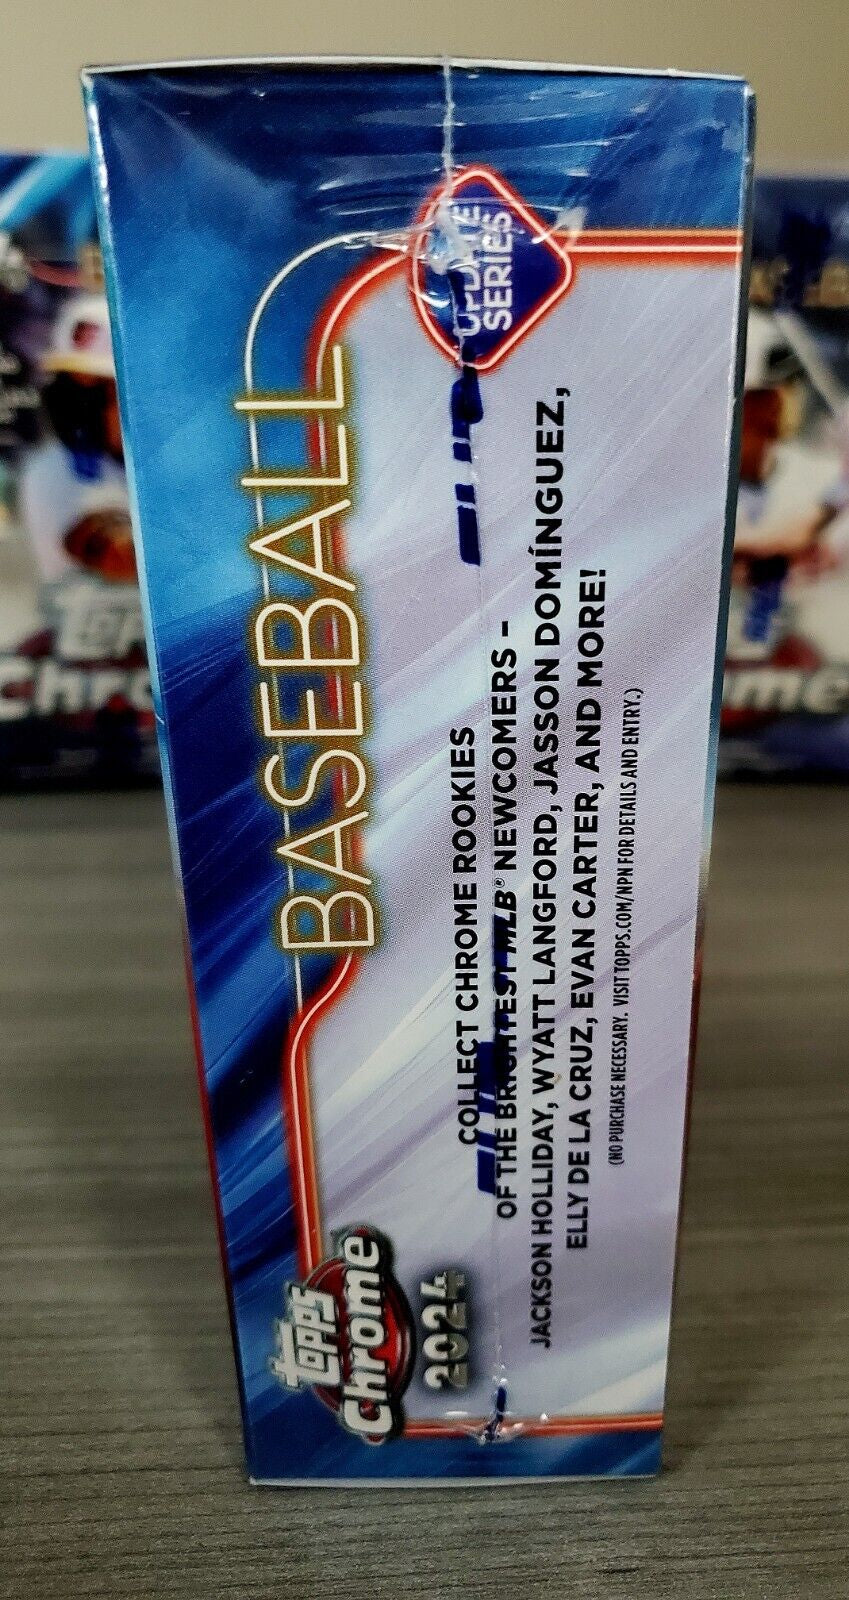 Topps
Chrome
2024
BASEBALL
UPDATE
SERIES
COLLECT CHROME ROOKIES
OF THE BRIGHTEST MLB® NEWCOMERS –
JACKSON HOLLIDAY, WYATT LANGFORD, JASSON DOMÍNGUEZ,
ELLY DE LA CRUZ, EVAN CARTER, AND MORE!
(NO PURCHASE NECESSARY. VISIT TOPPS.COM/NPN FOR DETAILS AND ENTRY.)
Topps